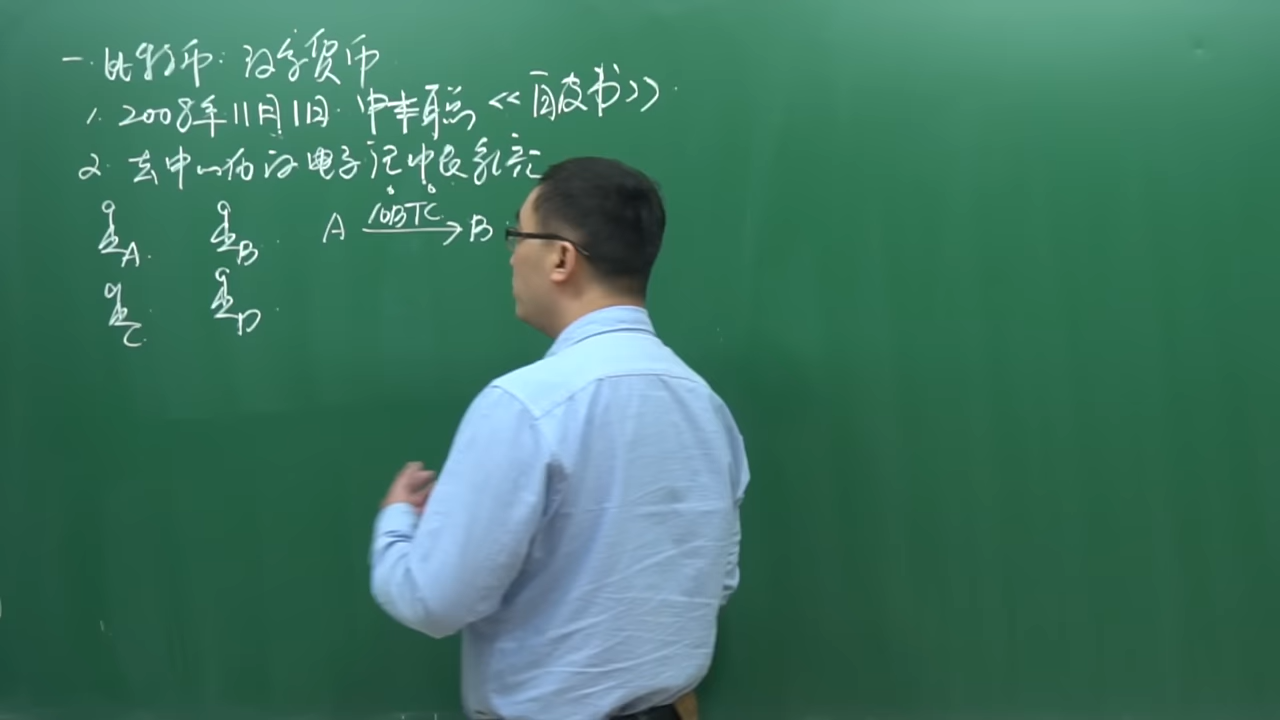 一. 比特币: 数字货币
1. 2008年11月1日. 中本聪《白皮书》.
2. 去中心化的电子记账系统
A. B. A 10BTC B
C. D.